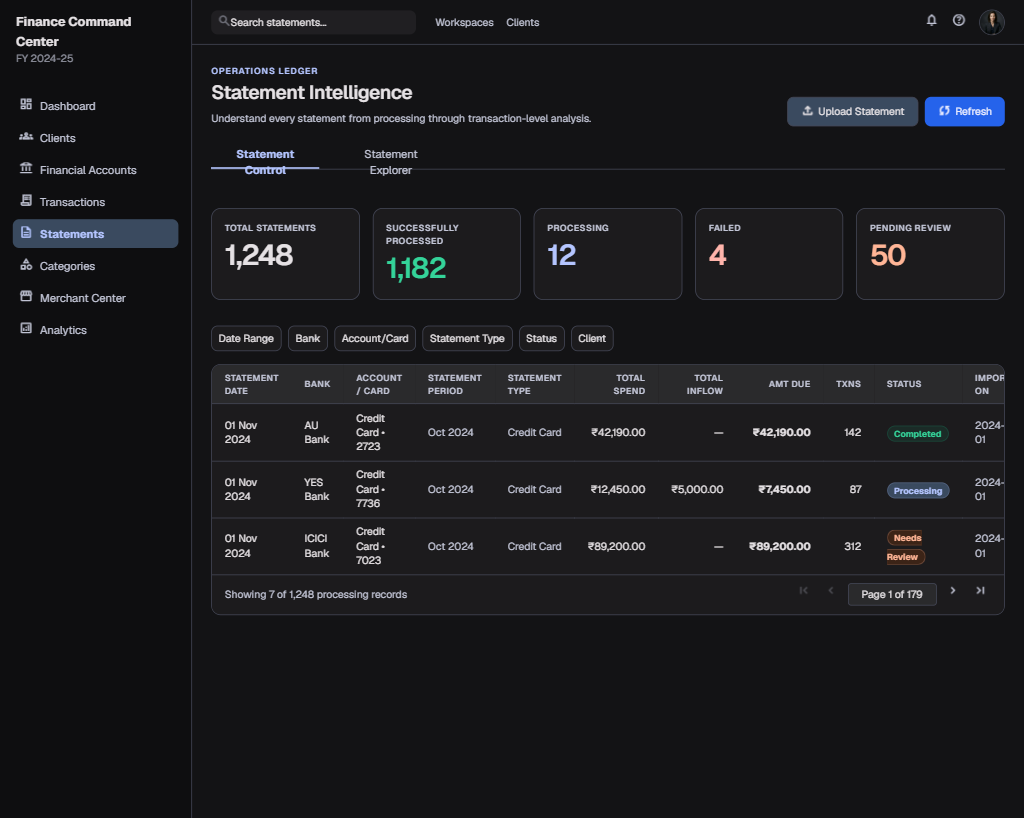 Finance Command
Center
FY 2024-25
Dashboard
Clients
Financial Accounts
Transactions
Statements
Categories
Merchant Center
Analytics
Search statements...
Workspaces
Clients
OPERATIONS LEDGER
Statement Intelligence
Understand every statement from processing through transaction-level analysis.
Upload Statement
Refresh
Statement
Control
Statement
Explorer
TOTAL STATEMENTS
1,248
SUCCESSFULLY
PROCESSED
1,182
PROCESSING
12
FAILED
4
PENDING REVIEW
50
Date Range
Bank
Account/Card
Statement Type
Status
Client
STATEMENT
DATE
BANK
ACCOUNT
/ CARD
STATEMENT
PERIOD
STATEMENT
TYPE
TOTAL
SPEND
TOTAL
INFLOW
AMT DUE
TXNS
STATUS
IMPOR
ON
01 Nov
2024
AU
Bank
Credit
Card •
2723
Oct 2024
Credit Card
₹42,190.00
—
₹42,190.00
142
Completed
2024-
01
01 Nov
2024
YES
Bank
Credit
Card •
7736
Oct 2024
Credit Card
₹12,450.00
₹5,000.00
₹7,450.00
87
Processing
2024-
01
01 Nov
2024
ICICI
Bank
Credit
Card •
7023
Oct 2024
Credit Card
₹89,200.00
—
₹89,200.00
312
Needs
Review
2024-
01
Showing 7 of 1,248 processing records
Page 1 of 179